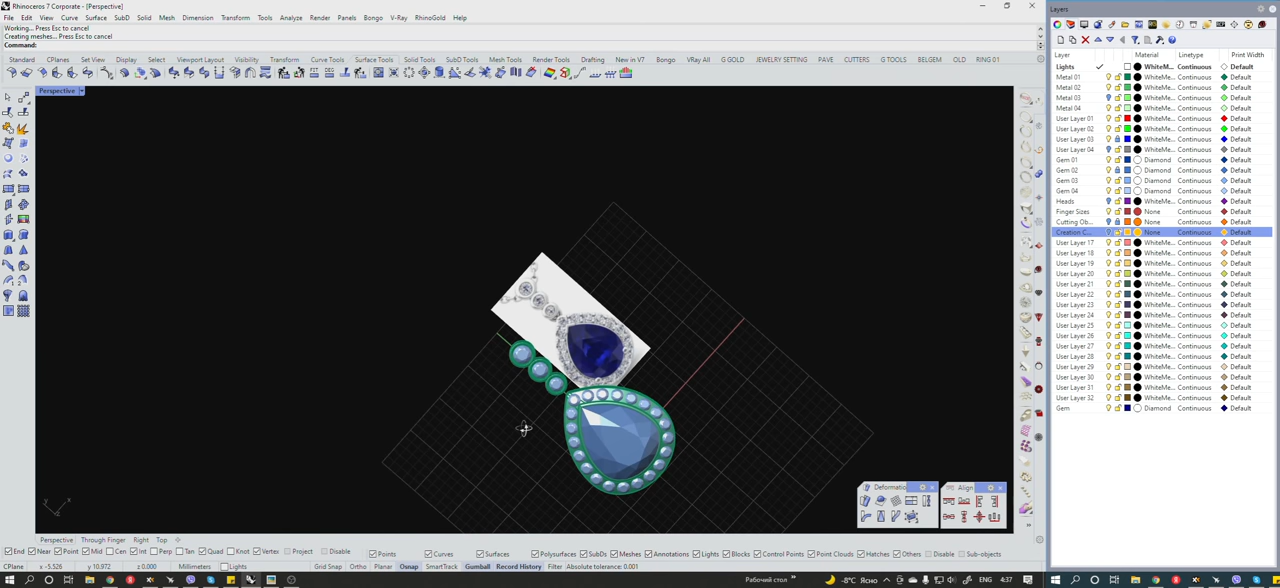 Rhinoceros 7 Corporate - [Perspective]
File Edit View Curve Surface SubD Solid Mesh Dimension Transform Tools Analyze Render Panels Bongo V-Ray RhinoGold Help
Working... Press Esc to cancel
Creating meshes... Press Esc to cancel
Command:
Standard CPlanes Set View Display Select Viewport Layout Visibility Transform Curve Tools Surface Tools Solid Tools SubD Tools Mesh Tools Render Tools Drafting New in V7 Bongo VRay All G GOLD JEWELRY SETTING PAVE CUTTERS G TOOLS BELGEM OLD RING 01
Perspective
y x
Deformatio...
Align
Perspective Through Finger Right Top
End Near Point Mid Cen Int Perp Tan Quad Knot Vertex Project Disable Points Curves Surfaces Polysurfaces SubDs Meshes Annotations Lights Blocks Control Points Point Clouds Hatches Others Disable Sub-objects
CPlane x -5.526 y 10.972 z 0.000 Millimeters Lights Grid Snap Ortho Planar Osnap SmartTrack Gumball Record History Filter Absolute tolerance: 0.001
Рабочий стол » -8°C Ясно ENG 4:37
Layers
Layer Material Linetype Print Width
Lights WhiteM... Continuous Default
Metal 01 WhiteMe... Continuous Default
Metal 02 WhiteMe... Continuous Default
Metal 03 WhiteMe... Continuous Default
Metal 04 WhiteMe... Continuous Default
User Layer 01 WhiteMe... Continuous Default
User Layer 02 WhiteMe... Continuous Default
User Layer 03 WhiteMe... Continuous Default
User Layer 04 WhiteMe... Continuous Default
Gem 01 Diamond Continuous Default
Gem 02 Diamond Continuous Default
Gem 03 Diamond Continuous Default
Gem 04 Diamond Continuous Default
Heads WhiteMe... Continuous Default
Finger Sizes None Continuous Default
Cutting Ob... None Continuous Default
Creation C... None Continuous Default
User Layer 17 WhiteMe... Continuous Default
User Layer 18 WhiteMe... Continuous Default
User Layer 19 WhiteMe... Continuous Default
User Layer 20 WhiteMe... Continuous Default
User Layer 21 WhiteMe... Continuous Default
User Layer 22 WhiteMe... Continuous Default
User Layer 23 WhiteMe... Continuous Default
User Layer 24 WhiteMe... Continuous Default
User Layer 25 WhiteMe... Continuous Default
User Layer 26 WhiteMe... Continuous Default
User Layer 27 WhiteMe... Continuous Default
User Layer 28 WhiteMe... Continuous Default
User Layer 29 WhiteMe... Continuous Default
User Layer 30 WhiteMe... Continuous Default
User Layer 31 WhiteMe... Continuous Default
User Layer 32 WhiteMe... Continuous Default
Gem Diamond Continuous Default
4:37